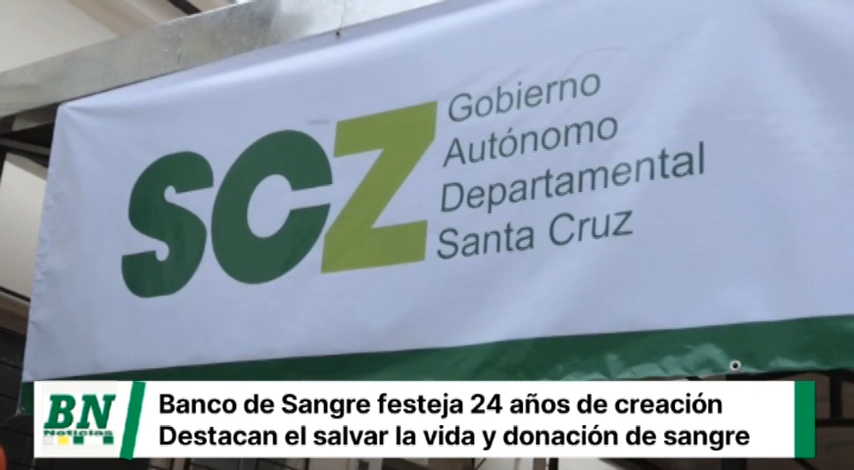 SCZ
Gobierno
Autónomo
Departamental
Santa Cruz
BN
Noticias
Banco de Sangre festeja 24 años de creación
Destacan el salvar la vida y donación de sangre